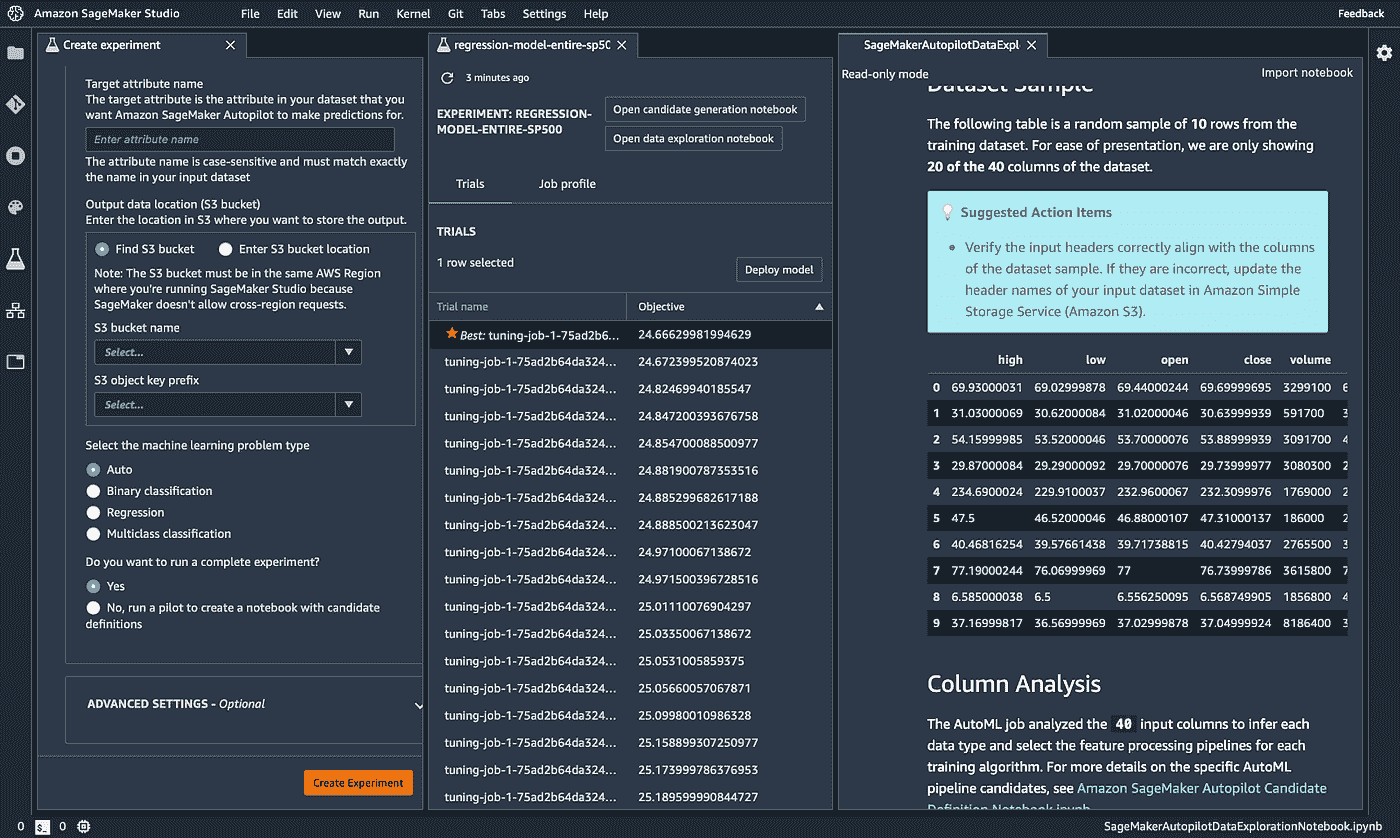 Amazon SageMaker Studio
File Edit View Run Kernel Git Tabs Settings Help
Feedback
Create experiment
Target attribute name
The target attribute is the attribute in your dataset that you
want Amazon SageMaker Autopilot to make predictions for.
Enter attribute name
The attribute name is case-sensitive and must match exactly
the name in your input dataset
Output data location (S3 bucket)
Enter the location in S3 where you want to store the output.
Find S3 bucket Enter S3 bucket location
Note: The S3 bucket must be in the same AWS Region
where you're running SageMaker Studio because
SageMaker doesn't allow cross-region requests.
S3 bucket name
Select...
S3 object key prefix
Select...
Select the machine learning problem type
Auto
Binary classification
Regression
Multiclass classification
Do you want to run a complete experiment?
Yes
No, run a pilot to create a notebook with candidate
definitions
ADVANCED SETTINGS - Optional
Create Experiment
regression-model-entire-sp500
3 minutes ago
EXPERIMENT: REGRESSION-
MODEL-ENTIRE-SP500
Open candidate generation notebook
Open data exploration notebook
Trials Job profile
TRIALS
1 row selected
Deploy model
Trial name Objective
Best: tuning-job-1-75ad2b6... 24.66629981994629
tuning-job-1-75ad2b64da324... 24.672399520874023
tuning-job-1-75ad2b64da324... 24.82469940185547
tuning-job-1-75ad2b64da324... 24.847200393676758
tuning-job-1-75ad2b64da324... 24.854700088500977
tuning-job-1-75ad2b64da324... 24.881900787353516
tuning-job-1-75ad2b64da324... 24.885299682617188
tuning-job-1-75ad2b64da324... 24.888500213623047
tuning-job-1-75ad2b64da324... 24.97100067138672
tuning-job-1-75ad2b64da324... 24.971500396728516
tuning-job-1-75ad2b64da324... 25.01110076904297
tuning-job-1-75ad2b64da324... 25.03350067138672
tuning-job-1-75ad2b64da324... 25.0531005859375
tuning-job-1-75ad2b64da324... 25.05660057067871
tuning-job-1-75ad2b64da324... 25.09980010986328
tuning-job-1-75ad2b64da324... 25.158899307250977
tuning-job-1-75ad2b64da324... 25.173999786376953
tuning-job-1-75ad2b64da324... 25.189599990844727
SageMakerAutopilotDataExpl
Read-only mode
Import notebook
Dataset Sample
The following table is a random sample of 10 rows from the
training dataset. For ease of presentation, we are only showing
20 of the 40 columns of the dataset.
Suggested Action Items
Verify the input headers correctly align with the columns
of the dataset sample. If they are incorrect, update the
header names of your input dataset in Amazon Simple
Storage Service (Amazon S3).
high low open close volume
0 69.93000031 69.02999878 69.44000244 69.69999695 3299100 6
1 31.03000069 30.62000084 31.02000046 30.63999939 591700 3
2 54.15999985 53.52000046 53.70000076 53.88999939 3091700 4
3 29.87000084 29.29000092 29.70000076 29.73999977 3080300 2
4 234.6900024 229.9100037 232.9600067 232.3099976 1769000 2
5 47.5 46.52000046 46.88000107 47.31000137 186000 2
6 40.46816254 39.57661438 39.71738815 40.42794037 2765500 3
7 77.19000244 76.06999969 77 76.73999786 3615800 7
8 6.585000038 6.5 6.556250095 6.568749905 1856800 4
9 37.16999817 36.56999969 37.02999878 37.04999924 8186400 3
Column Analysis
The AutoML job analyzed the 40 input columns to infer each
data type and select the feature processing pipelines for each
training algorithm. For more details on the specific AutoML
pipeline candidates, see Amazon SageMaker Autopilot Candidate
Definition Notebook.ipynb
0 $_ 0
SageMakerAutopilotDataExplorationNotebook.ipynb